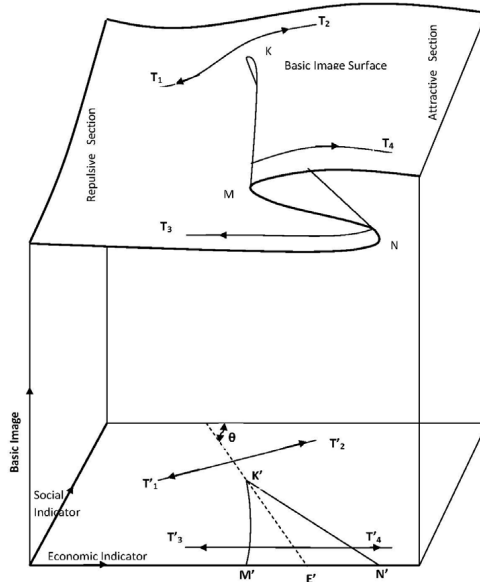 T₂
K
T₁
Basic Image Surface
Attractive Section
Repulsive Section
T₄
M
T₃
N
Basic Image
θ
T'₂
K'
T'₁
Social
Indicator
T'₃
T'₄
Economic Indicator
M'
F'
N'